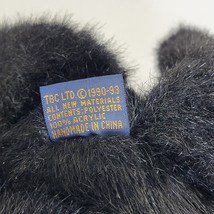 TBC LTD. © 1990-93
ALL NEW MATERIALS
CONTENTS: POLYESTER
100% ACRYLIC
HANDMADE IN CHINA